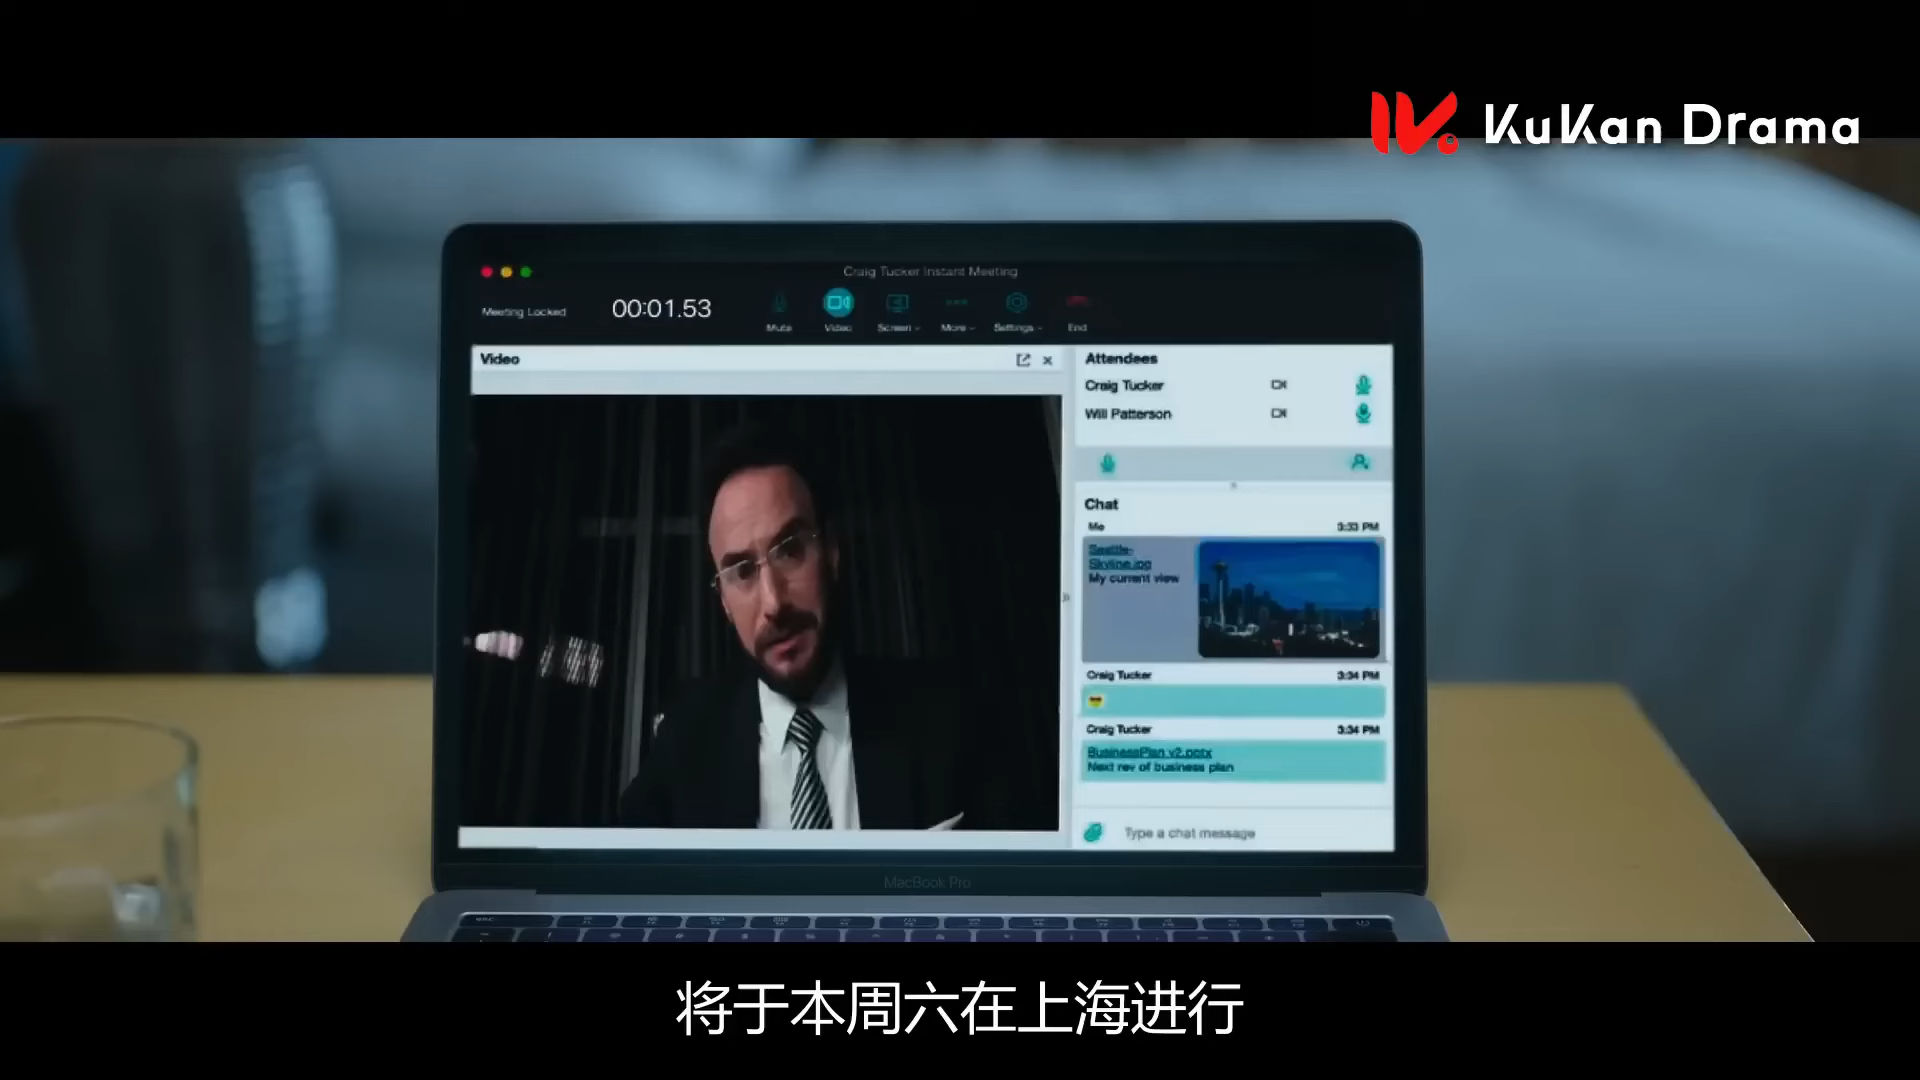 KuKan Drama
Craig Tucker Instant Meeting
Meeting Locked
00:01.53
Mute
Video
Screen
More
Settings
End
Video
Attendees
Craig Tucker
Will Patterson
Chat
Me
3:33 PM
Seattle-
Skyline.jpg
My current view
Craig Tucker
3:34 PM
Craig Tucker
3:34 PM
BusinessPlan v2.pptx
Next rev of business plan
Type a chat message
MacBook Pro
将于本周六在上海进行